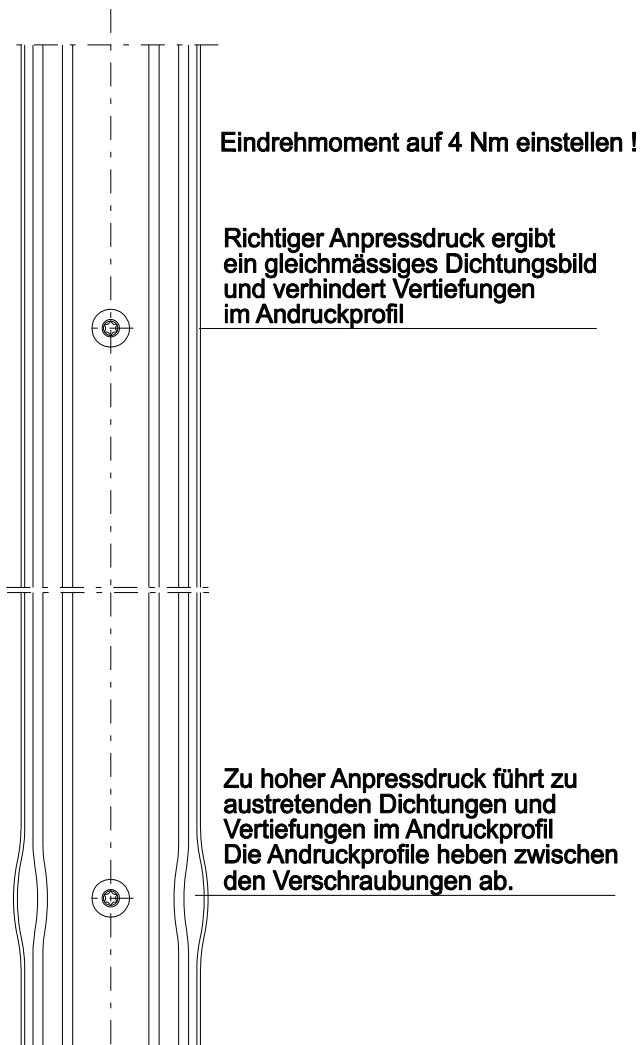 Eindrehmoment auf 4 Nm einstellen !
Richtiger Anpressdruck ergibt
ein gleichmässiges Dichtungsbild
und verhindert Vertiefungen
im Andruckprofil
Zu hoher Anpressdruck führt zu
austretenden Dichtungen und
Vertiefungen im Andruckprofil
Die Andruckprofile heben zwischen
den Verschraubungen ab.